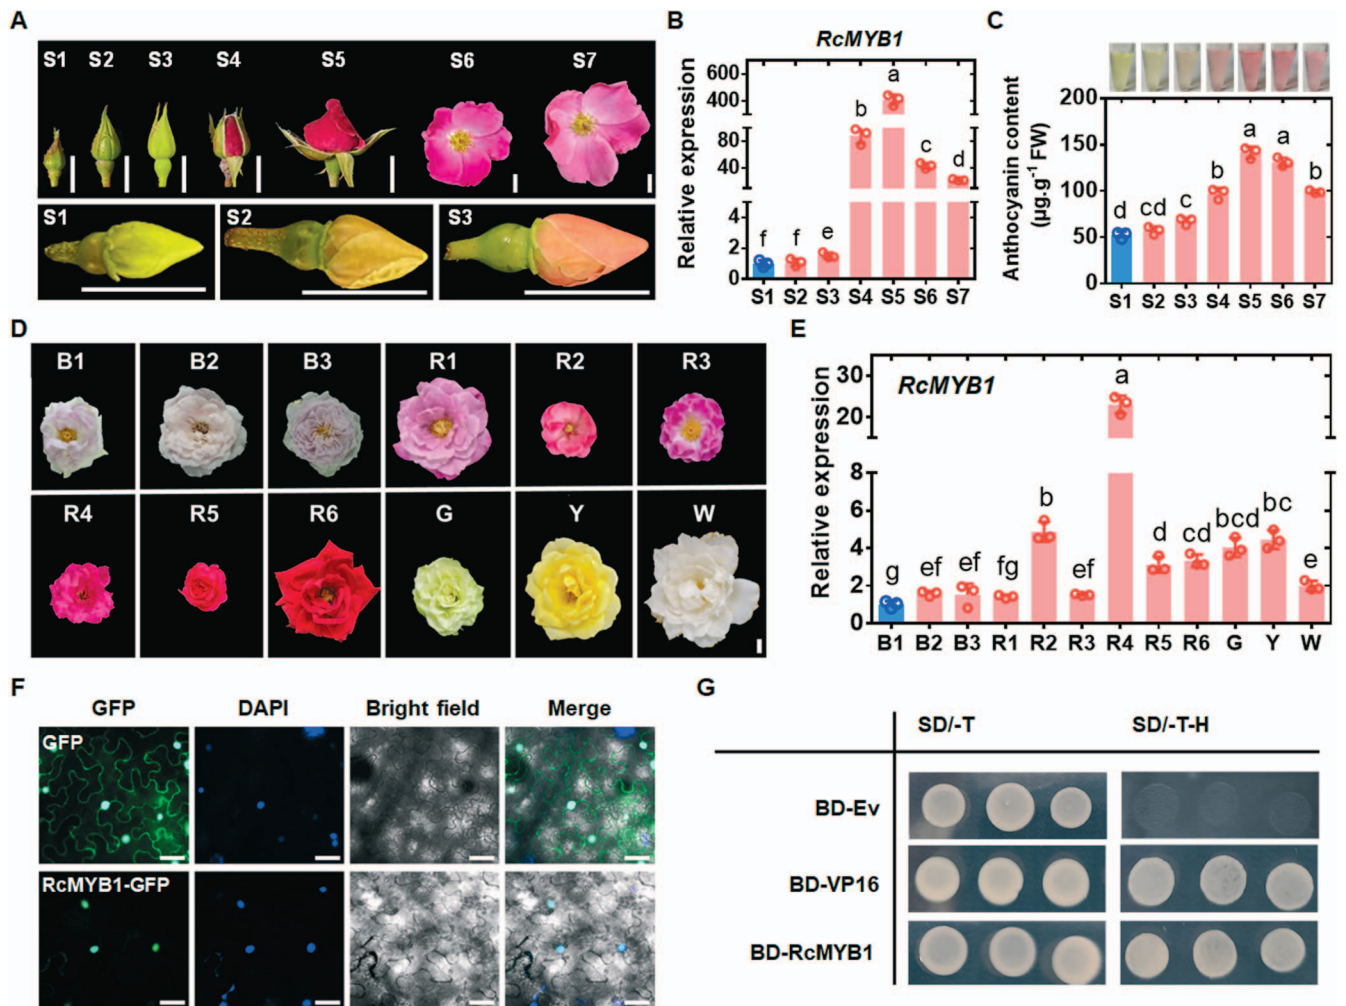 A
S1 S2 S3 S4 S5 S6 S7
S1 S2 S3
B
RcMYB1
Relative expression
600
400
80
40
4
2
0
f f e b a c d
S1 S2 S3 S4 S5 S6 S7
C
Anthocyanin content
(µg.g⁻¹ FW)
200
150
100
50
0
d cd c b a a b
S1 S2 S3 S4 S5 S6 S7
D
B1 B2 B3 R1 R2 R3
R4 R5 R6 G Y W
E
RcMYB1
Relative expression
30
20
8
6
4
2
0
g ef ef fg b ef a d cd bcd bc e
B1 B2 B3 R1 R2 R3 R4 R5 R6 G Y W
F
GFP DAPI Bright field Merge
GFP
RcMYB1-GFP
G
SD/-T SD/-T-H
BD-Ev
BD-VP16
BD-RcMYB1